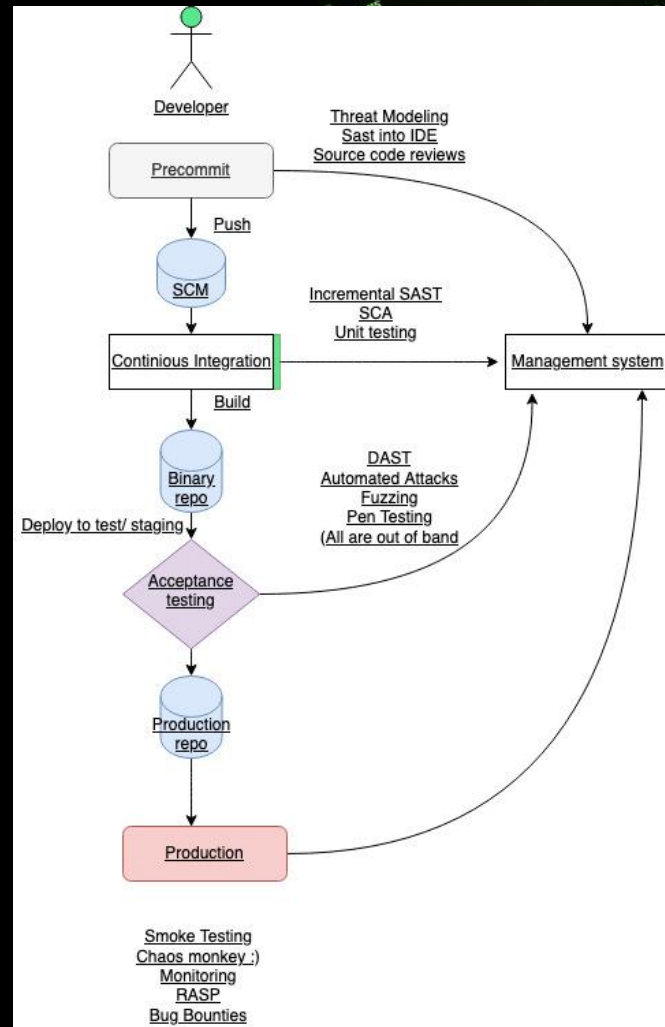 Developer
Threat Modeling
Sast into IDE
Source code reviews
Precommit
Push
SCM
Incremental SAST
SCA
Unit testing
Continious Integration
Management system
Build
Binary
repo
DAST
Automated Attacks
Fuzzing
Pen Testing
(All are out of band
Deploy to test/ staging
Acceptance
testing
Production
repo
Production
Smoke Testing
Chaos monkey ;)
Monitoring
RASP
Bug Bounties